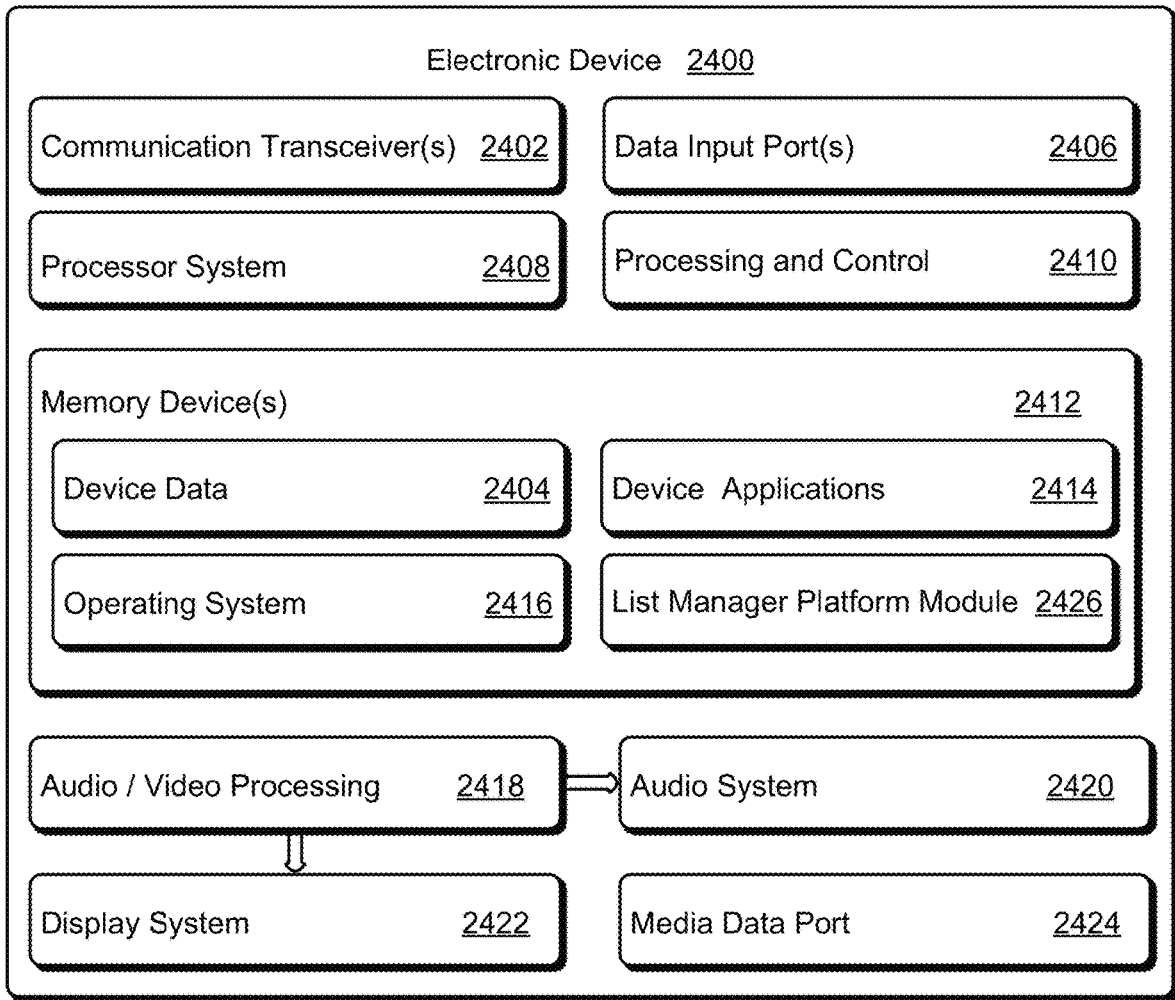 Electronic Device 2400
Communication Transceiver(s) 2402
Data Input Port(s) 2406
Processor System 2408
Processing and Control 2410
Memory Device(s) 2412
Device Data 2404
Device Applications 2414
Operating System 2416
List Manager Platform Module 2426
Audio / Video Processing 2418
Audio System 2420
Display System 2422
Media Data Port 2424